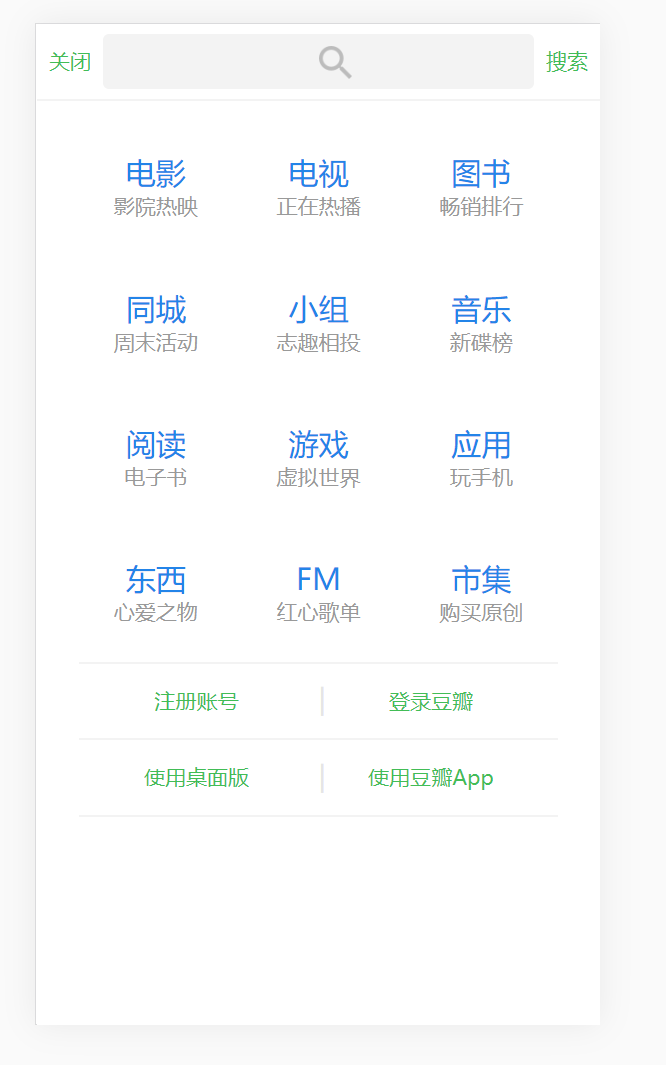 关闭 搜索
电影 电视 图书
影院热映 正在热播 畅销排行
同城 小组 音乐
周末活动 志趣相投 新碟榜
阅读 游戏 应用
电子书 虚拟世界 玩手机
东西 FM 市集
心爱之物 红心歌单 购买原创
注册账号 登录豆瓣
使用桌面版 使用豆瓣App